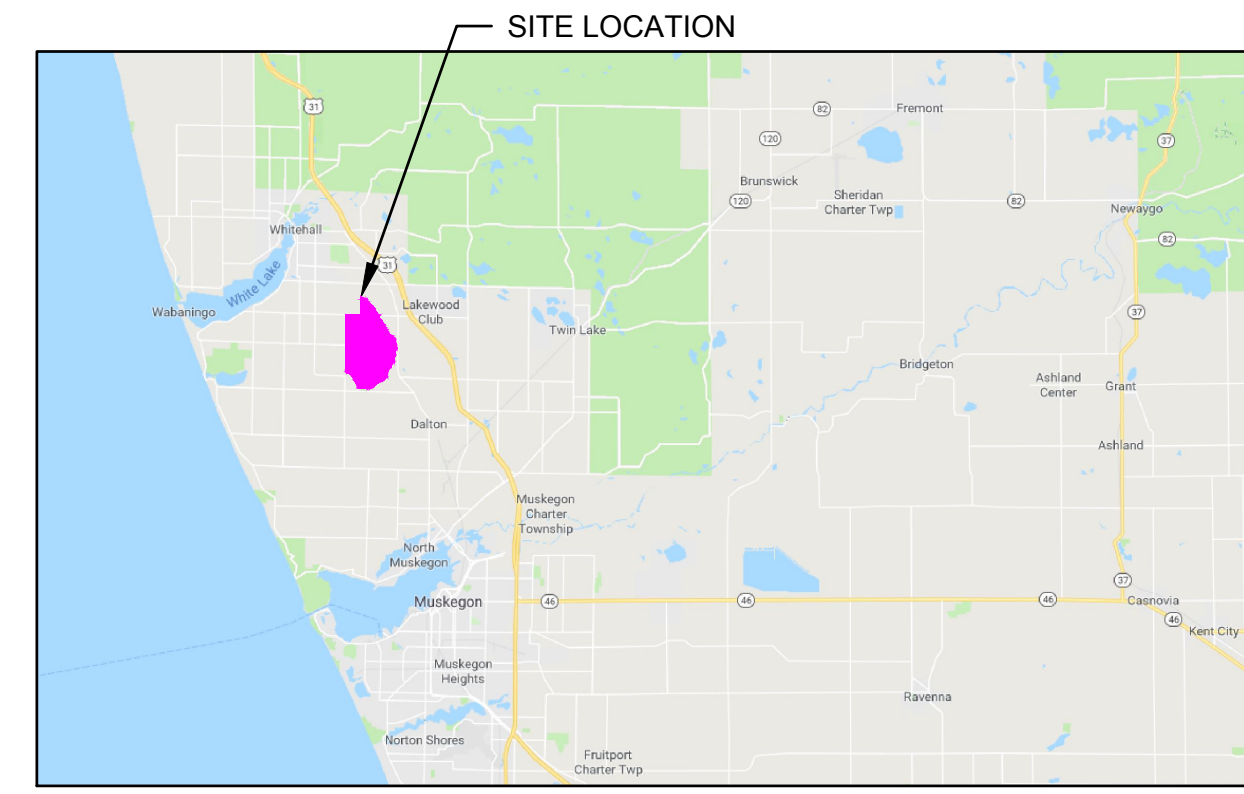 SITE LOCATION
31
82
Fremont
120
37
Brunswick
Sheridan
Charter Twp
120
82
Newaygo
Whitehall
82
31
White Lake
Wabaningo
Lakewood
Club
Twin Lake
37
Bridgeton
Ashland
Center
Grant
Dalton
Ashland
Muskegon
Charter
Township
North
Muskegon
37
Muskegon
46
46
46
Casnovia
46
Kent City
Muskegon
Heights
Ravenna
Norton Shores
Fruitport
Charter Twp